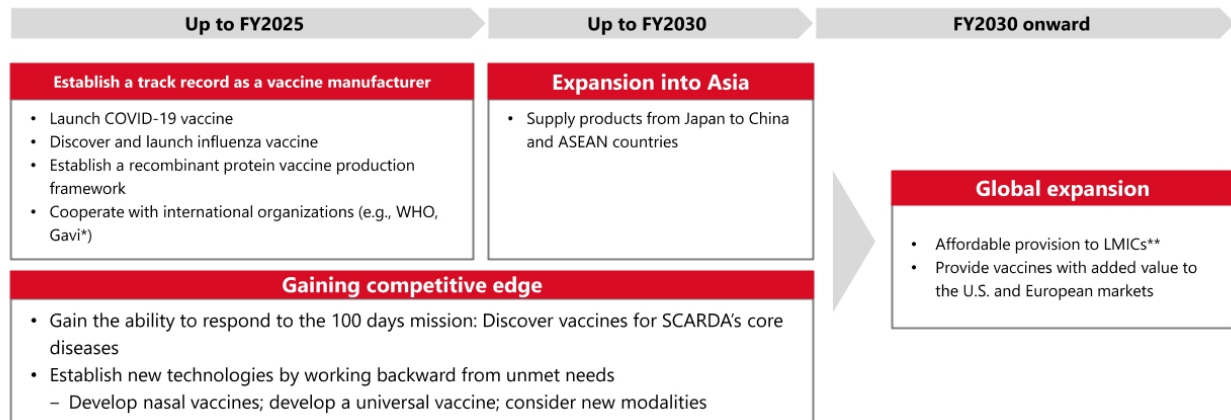 Up to FY2025
Up to FY2030
FY2030 onward
Establish a track record as a vaccine manufacturer
• Launch COVID-19 vaccine
• Discover and launch influenza vaccine
• Establish a recombinant protein vaccine production
framework
• Cooperate with international organizations (e.g., WHO,
Gavi*)
Expansion into Asia
• Supply products from Japan to China
and ASEAN countries
Gaining competitive edge
• Gain the ability to respond to the 100 days mission: Discover vaccines for SCARDA's core
diseases
• Establish new technologies by working backward from unmet needs
– Develop nasal vaccines; develop a universal vaccine; consider new modalities
Global expansion
• Affordable provision to LMICs**
• Provide vaccines with added value to
the U.S. and European markets